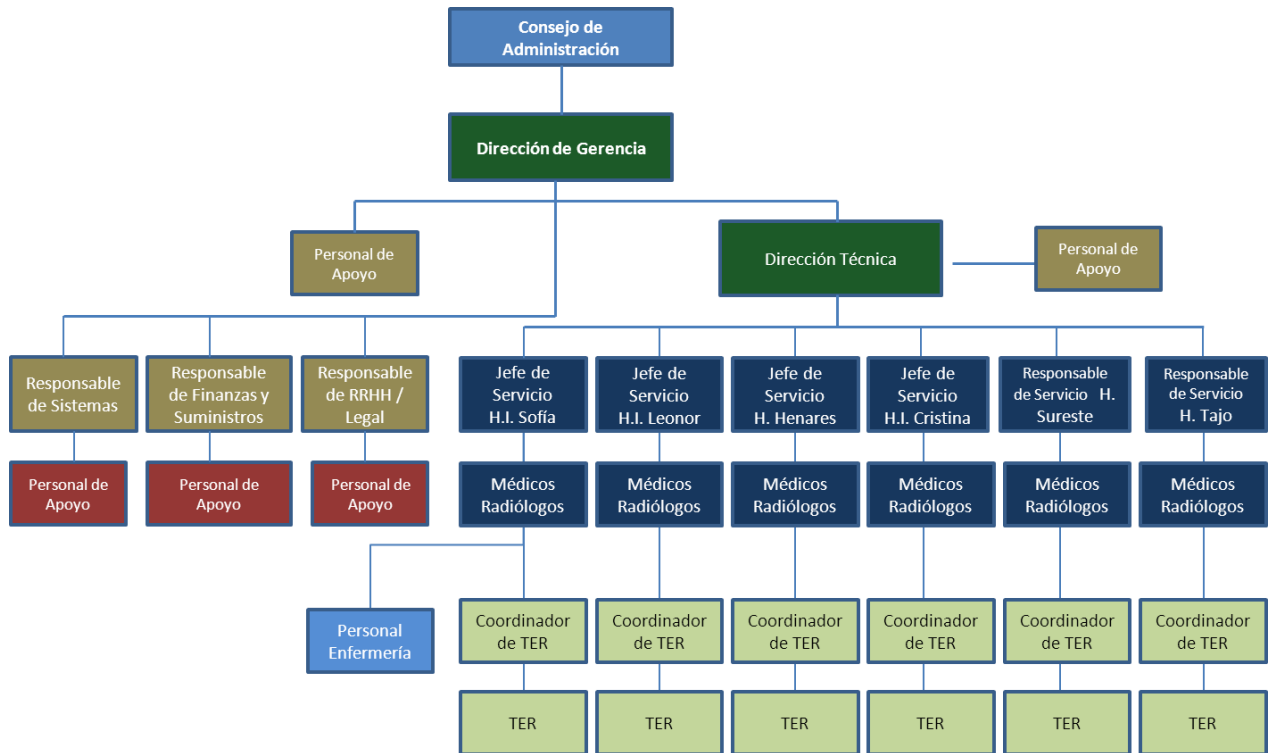 Consejo de
Administración
Dirección de Gerencia
Personal de
Apoyo
Dirección Técnica
Personal de
Apoyo
Responsable
de Sistemas
Responsable
de Finanzas y
Suministros
Responsable
de RRHH /
Legal
Jefe de
Servicio
H.I. Sofía
Jefe de
Servicio
H.I. Leonor
Jefe de
Servicio
H. Henares
Jefe de
Servicio
H.I. Cristina
Responsable
de Servicio H.
Sureste
Responsable
de Servicio
H. Tajo
Personal de
Apoyo
Personal de
Apoyo
Personal de
Apoyo
Médicos
Radiólogos
Médicos
Radiólogos
Médicos
Radiólogos
Médicos
Radiólogos
Médicos
Radiólogos
Médicos
Radiólogos
Personal
Enfermería
Coordinador
de TER
Coordinador
de TER
Coordinador
de TER
Coordinador
de TER
Coordinador
de TER
Coordinador
de TER
TER
TER
TER
TER
TER
TER